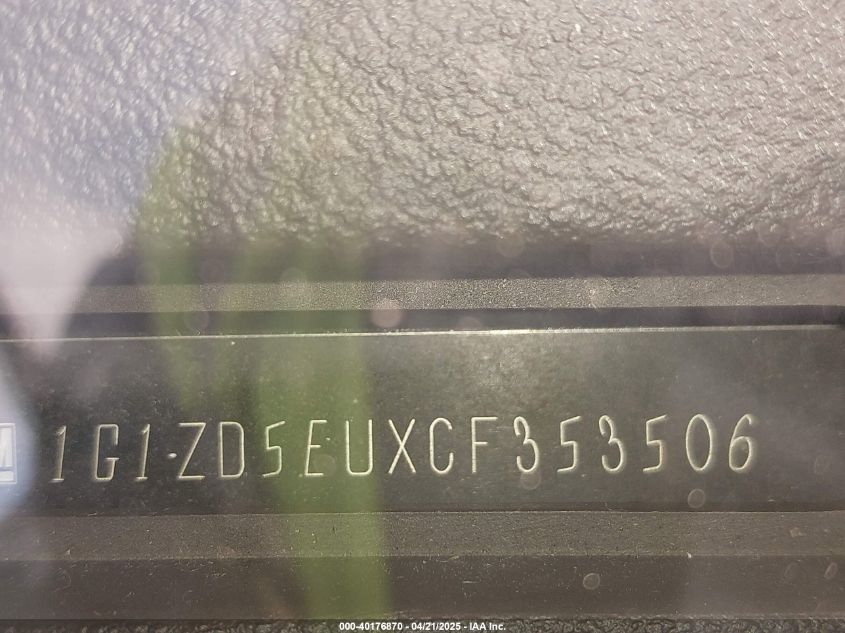 M 1G1ZD5EUXCF353506
000-40176870 - 04/21/2025 - IAA Inc.